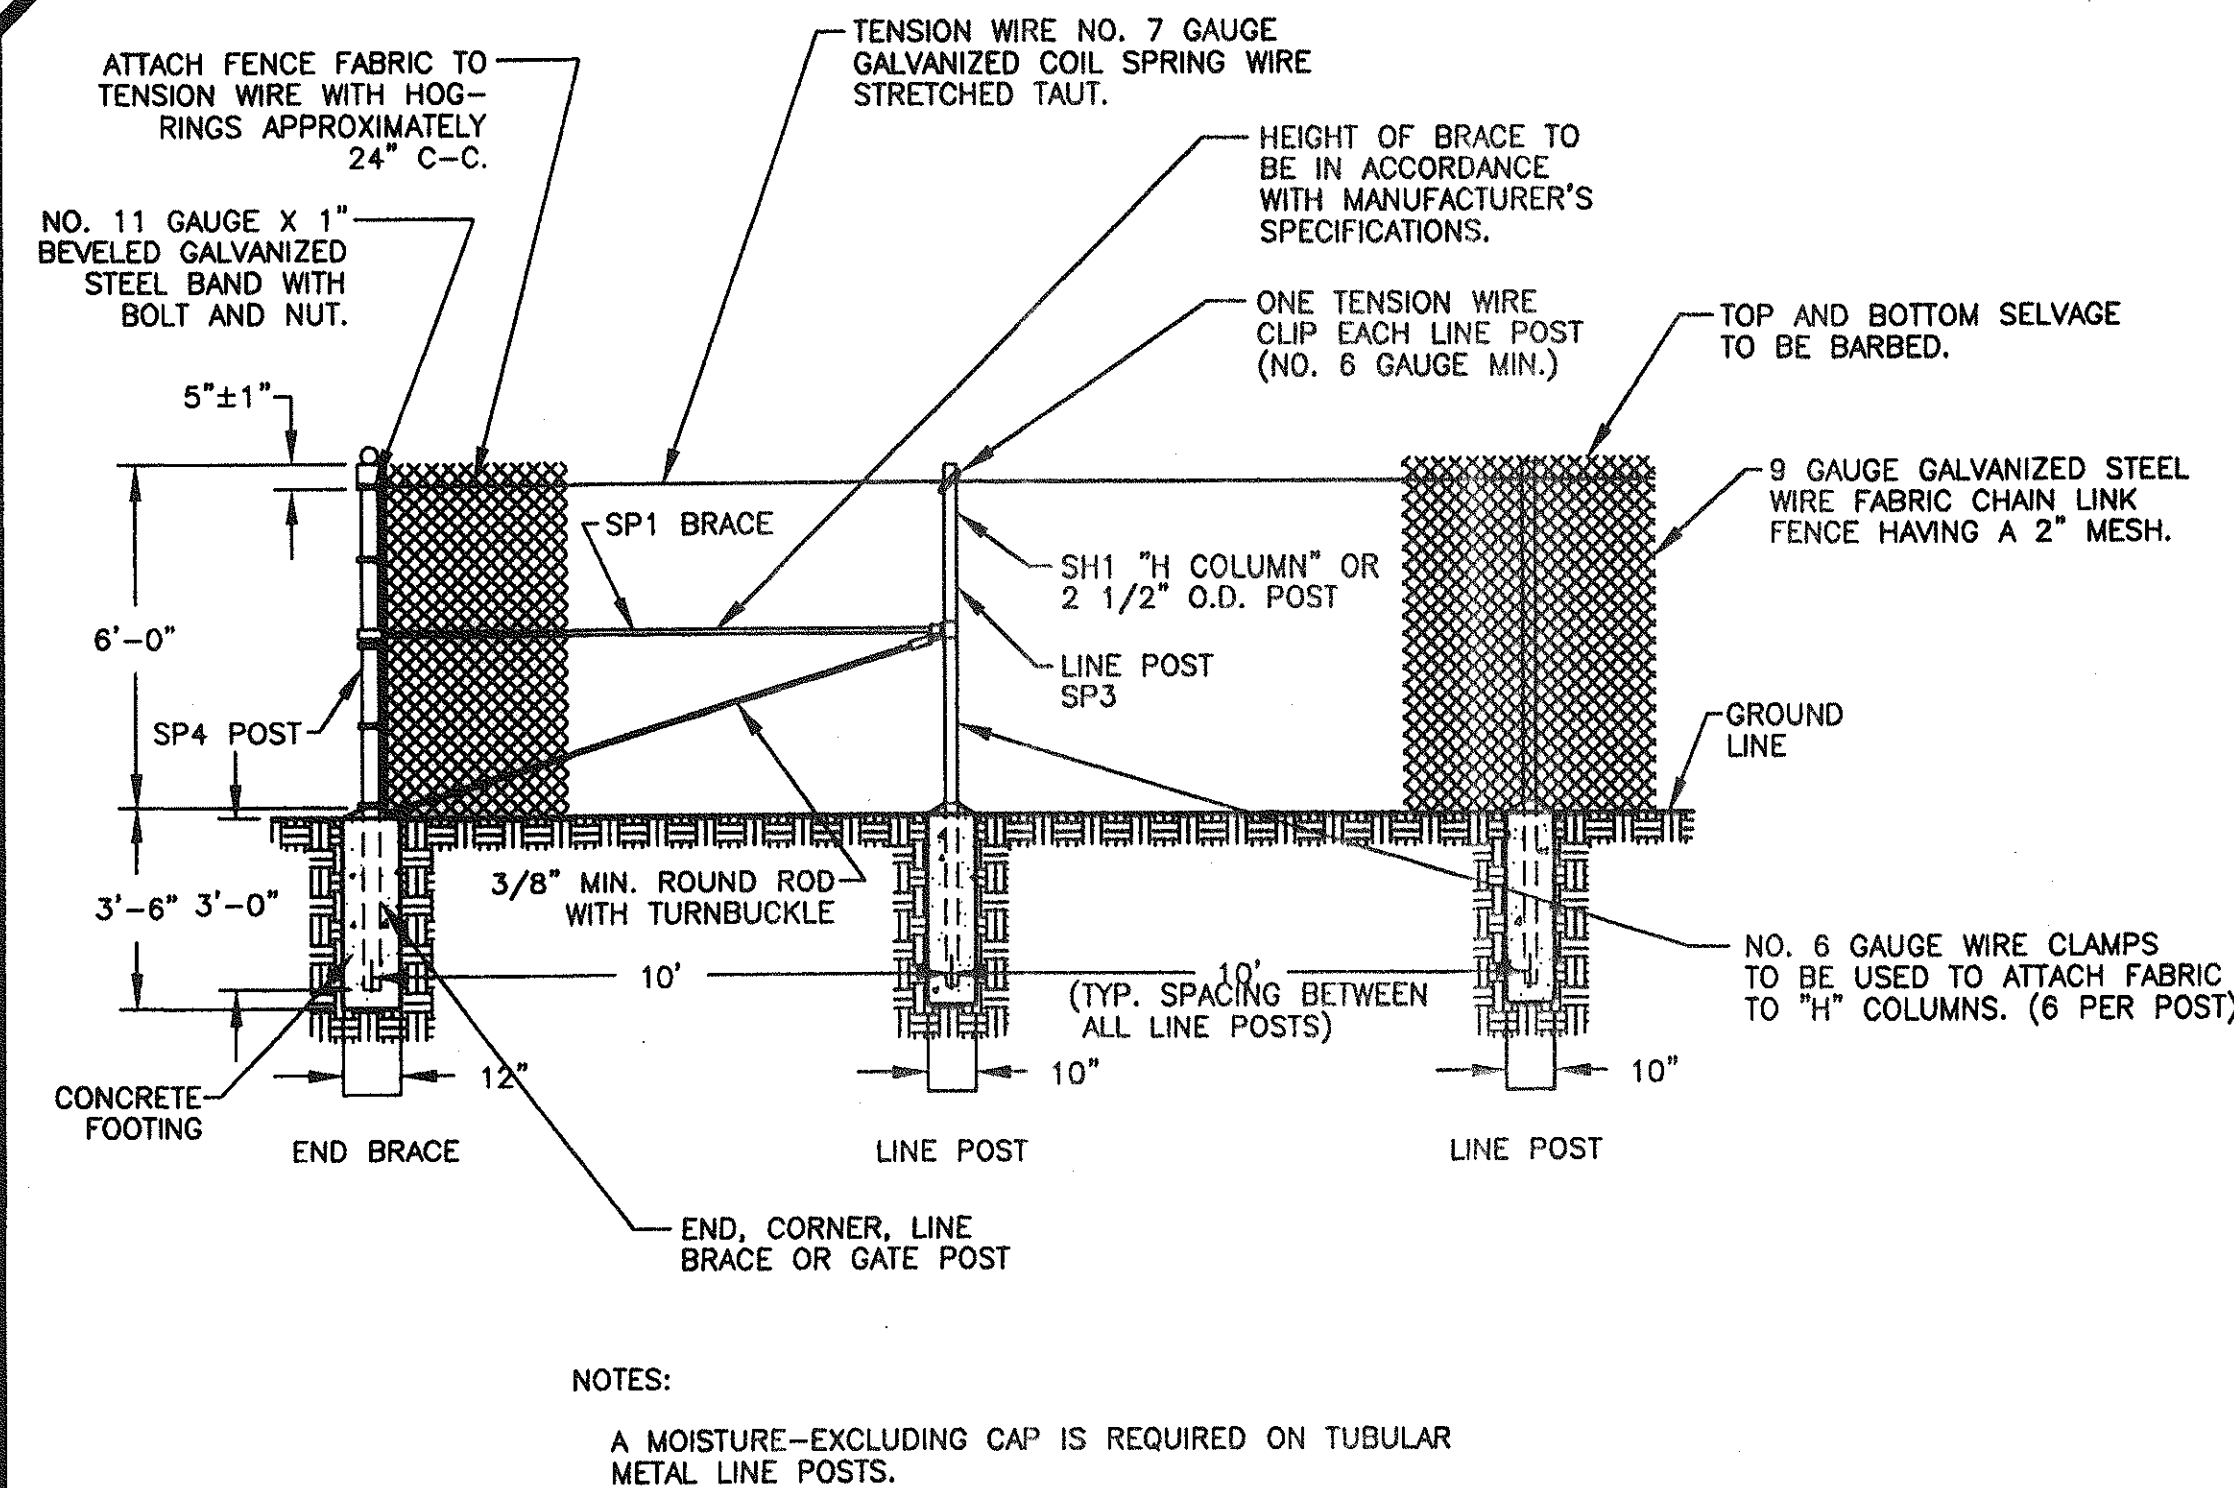 ATTACH FENCE FABRIC TO
TENSION WIRE WITH HOG-
RINGS APPROXIMATELY
24" C-C.
TENSION WIRE NO. 7 GAUGE
GALVANIZED COIL SPRING WIRE
STRETCHED TAUT.
HEIGHT OF BRACE TO
BE IN ACCORDANCE
WITH MANUFACTURER'S
SPECIFICATIONS.
NO. 11 GAUGE X 1"
BEVELED GALVANIZED
STEEL BAND WITH
BOLT AND NUT.
ONE TENSION WIRE
CLIP EACH LINE POST
(NO. 6 GAUGE MIN.)
TOP AND BOTTOM SELVAGE
TO BE BARBED.
5"±1"
9 GAUGE GALVANIZED STEEL
WIRE FABRIC CHAIN LINK
FENCE HAVING A 2" MESH.
SP1 BRACE
SH1 "H COLUMN" OR
2 1/2" O.D. POST
6'-0"
LINE POST
SP3
SP4 POST
GROUND
LINE
3/8" MIN. ROUND ROD
WITH TURNBUCKLE
3'-6"
3'-0"
NO. 6 GAUGE WIRE CLAMPS
TO BE USED TO ATTACH FABRIC
TO "H" COLUMNS. (6 PER POST)
10'
10'
(TYP. SPACING BETWEEN
ALL LINE POSTS)
12"
10"
10"
CONCRETE
FOOTING
END BRACE
LINE POST
LINE POST
END, CORNER, LINE
BRACE OR GATE POST
NOTES:
A MOISTURE-EXCLUDING CAP IS REQUIRED ON TUBULAR
METAL LINE POSTS.